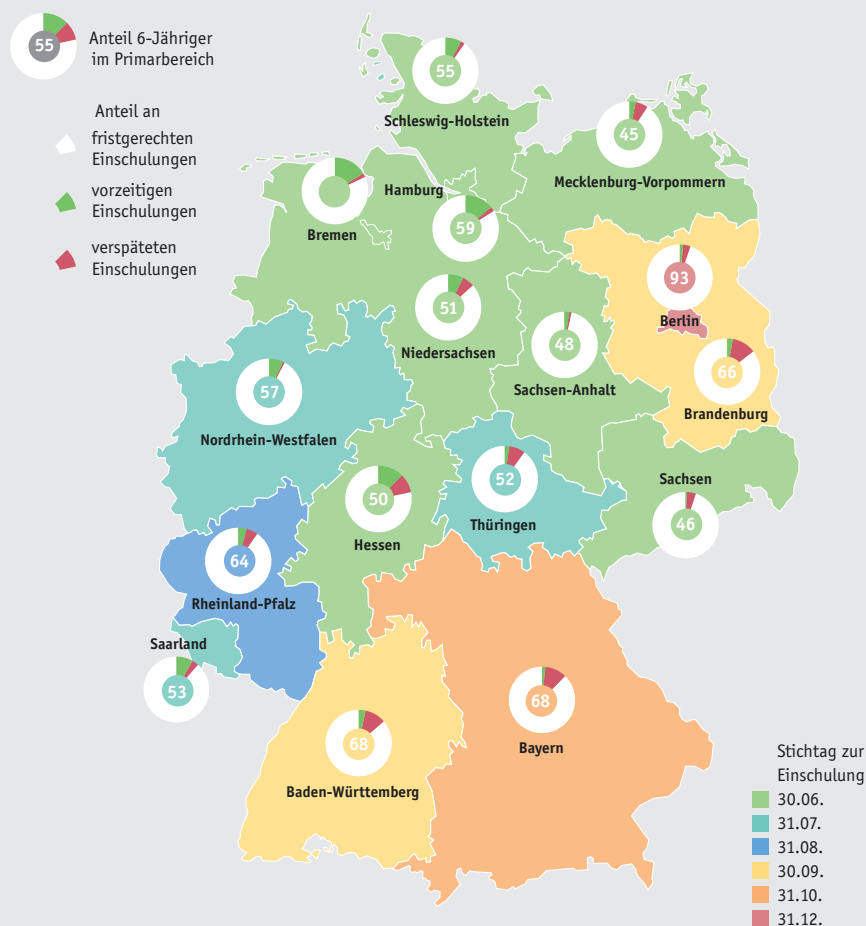 55
Anteil 6-Jähriger
im Primarbereich
Anteil an
fristgerechten
Einschulungen
vorzeitigen
Einschulungen
verspäteten
Einschulungen
55
Schleswig-Holstein
45
Mecklenburg-Vorpommern
Hamburg
59
Bremen
93
Berlin
51
Niedersachsen
48
Sachsen-Anhalt
66
Brandenburg
57
Nordrhein-Westfalen
50
Hessen
52
Thüringen
Sachsen
46
64
Rheinland-Pfalz
Saarland
53
68
Baden-Württemberg
68
Bayern
Stichtag zur
Einschulung
30.06.
31.07.
31.08.
30.09.
31.10.
31.12.